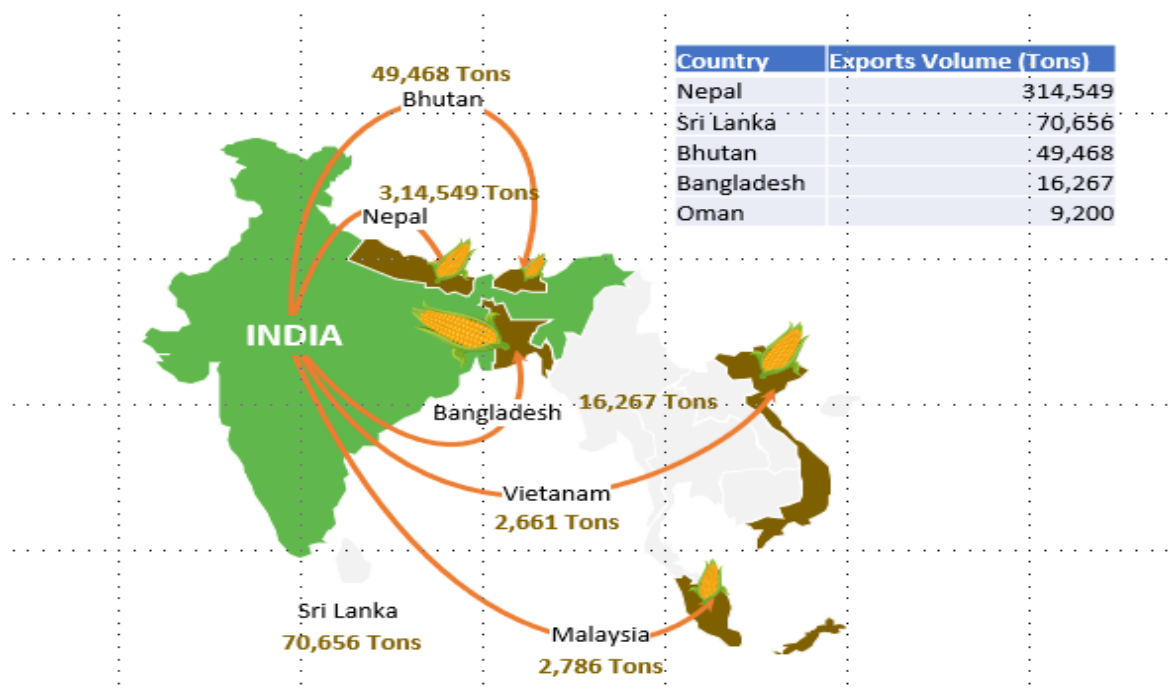 49,468 Tons
Bhutan
Country Exports Volume (Tons)
Nepal 314,549
Sri Lanka 70,656
Bhutan 49,468
Bangladesh 16,267
Oman 9,200
3,14,549 Tons
Nepal
INDIA
Bangladesh
16,267 Tons
Vietanam
2,661 Tons
Sri Lanka
70,656 Tons
Malaysia
2,786 Tons